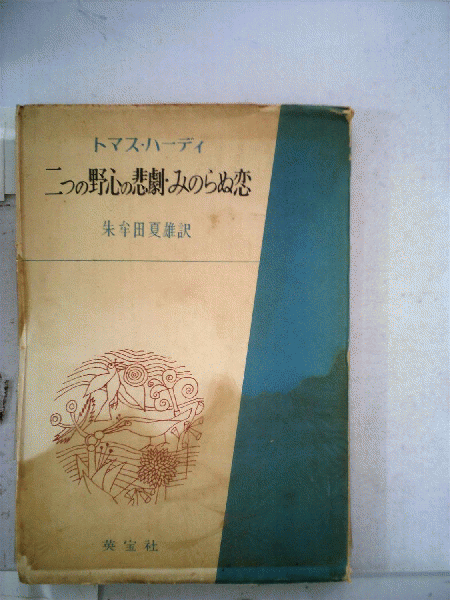 トマス・ハーディ
二つの野心の悲劇・みのらぬ恋
朱牟田夏雄訳
英宝社